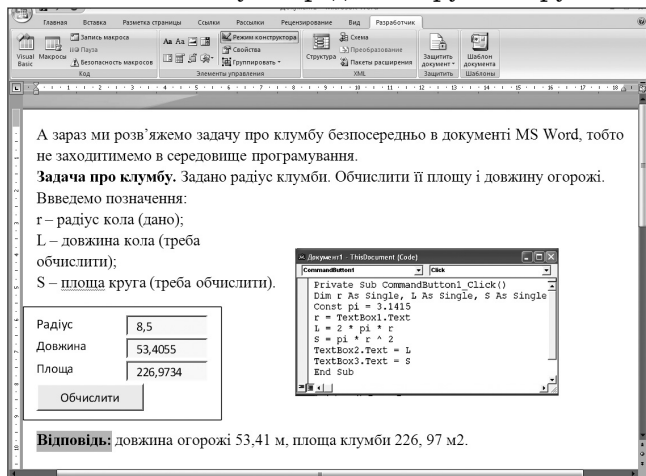 Главная Вставка Разметка страницы Ссылки Рассылки Рецензирование Вид Разработчик
Visual Basic
Макросы
Запись макроса
Пауза
Безопасность макросов
Код
Aa Aa
Режим конструктора
Свойства
Группировать
Элементы управления
Структура
Схема
Преобразование
Пакеты расширения
XML
Защитить документ
Защитить
Шаблон документа
Шаблоны
А зараз ми розв’яжемо задачу про клумбу безпосередньо в документі MS Word, тобто
не заходитимемо в середовище програмування.
Задача про клумбу. Задано радіус клумби. Обчислити її площу і довжину огорожі.
Ввведемо позначення:
r – радіус кола (дано);
L – довжина кола (треба
обчислити);
S – площа круга (треба обчислити).
Радіус 8,5
Довжина 53,4055
Площа 226,9734
Обчислити
Документ1 - ThisDocument (Code)
CommandButton1 Click
Private Sub CommandButton1_Click()
Dim r As Single, L As Single, S As Single
Const pi = 3.1415
r = TextBox1.Text
L = 2 * pi * r
S = pi * r ^ 2
TextBox2.Text = L
TextBox3.Text = S
End Sub
Відповідь: довжина огорожі 53,41 м, площа клумби 226, 97 м2.